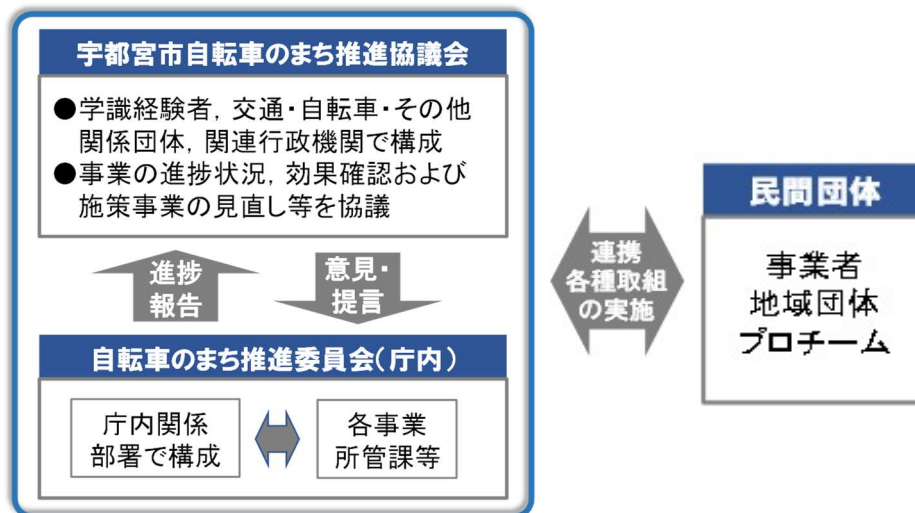 宇都宮市自転車のまち推進協議会
●学識経験者，交通・自転車・その他
関係団体，関連行政機関で構成
●事業の進捗状況，効果確認および
施策事業の見直し等を協議
進捗
報告
意見・
提言
自転車のまち推進委員会（庁内）
庁内関係
部署で構成
各事業
所管課等
連携
各種取組
の実施
民間団体
事業者
地域団体
プロチーム